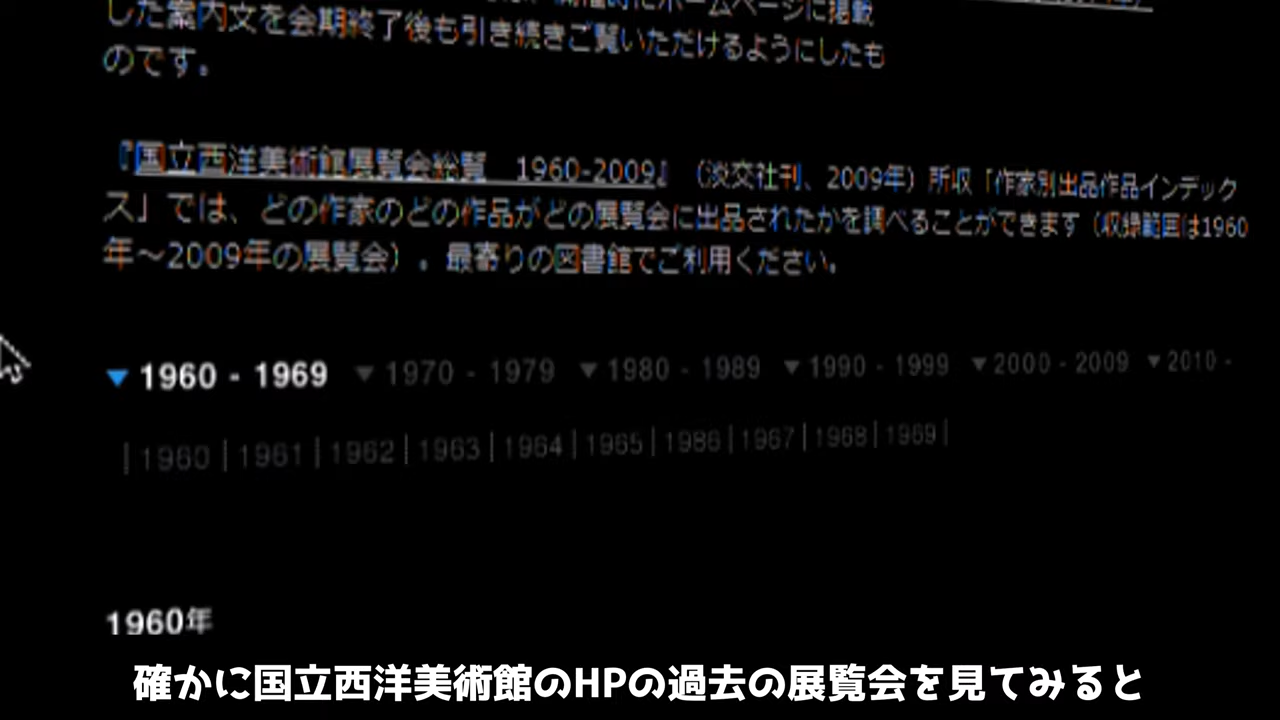 した案内文を会期終了後も引き続きご覧いただけるようにしたも
のです。
『国立西洋美術館展覧会総覧 1960-2009』(淡交社刊、2009年)所収「作家別出品作品インデック
ス」では、どの作家のどの作品がどの展覧会に出品されたかを調べることができます(収録範囲は1960
年~2009年の展覧会)。最寄りの図書館でご利用ください。
▼ 1960 - 1969 ▼ 1970 - 1979 ▼ 1980 - 1989 ▼ 1990 - 1999 ▼ 2000 - 2009 ▼ 2010 -
| 1960 | 1961 | 1962 | 1963 | 1964 | 1965 | 1986 | 1967 | 1968 | 1969 |
1960年
確かに国立西洋美術館のHPの過去の展覧会を見てみると